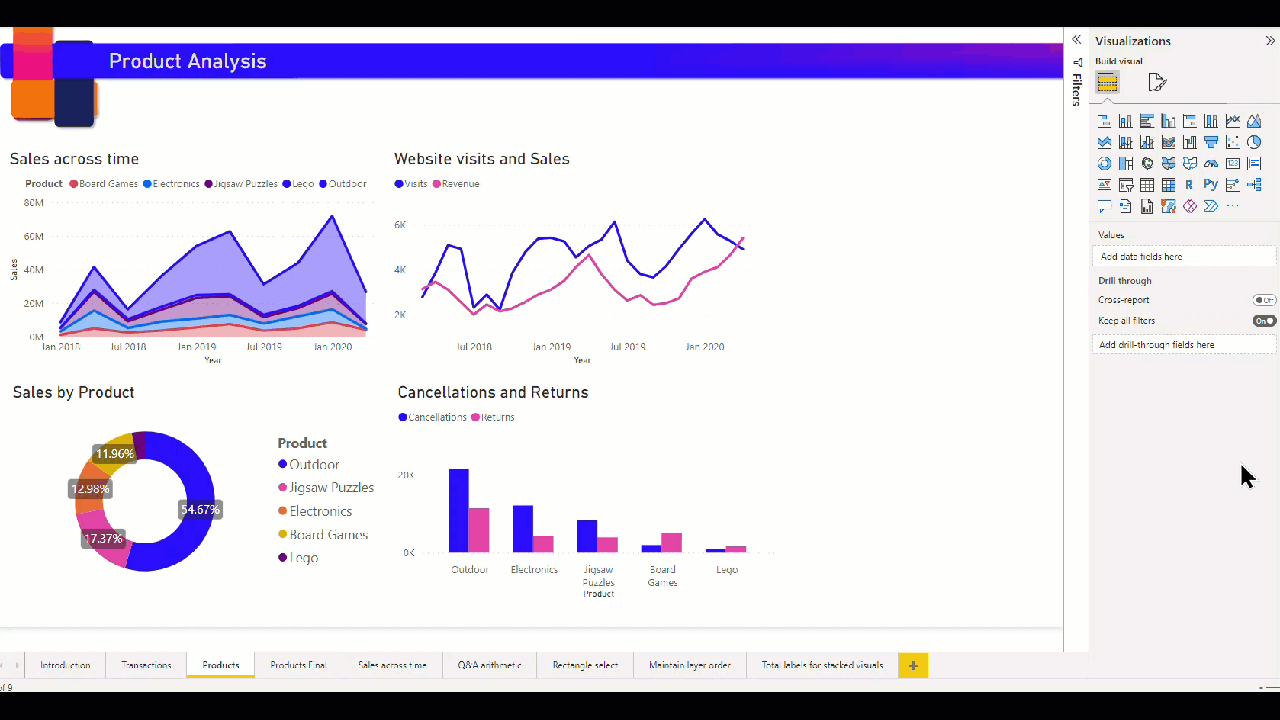 Product Analysis
Sales across time
Product Board Games Electronics Jigsaw Puzzles Lego Outdoor
80M
60M
40M
20M
0M
Sales
Jan 2018 Jul 2018 Jan 2019 Jul 2019 Jan 2020
Year
Website visits and Sales
Visits Revenue
6K
4K
2K
Jul 2018 Jan 2019 Jul 2019 Jan 2020
Year
Sales by Product
11.96%
12.98%
54.67%
17.37%
Product
Outdoor
Jigsaw Puzzles
Electronics
Board Games
Lego
Cancellations and Returns
Cancellations Returns
20K
0K
Outdoor Electronics Jigsaw Puzzles Board Games Lego
Product
Filters
Visualizations
Build visual
R Py
Values
Add data fields here
Drill through
Cross-report Off
Keep all filters On
Add drill-through fields here
Introduction Transactions Products Products Final Sales across time Q&A arithmetic Rectangle select Maintain layer order Total labels for stacked visuals +
of 9